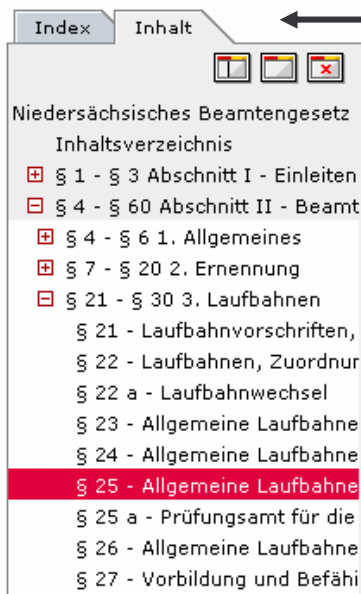 Index Inhalt
Niedersächsisches Beamtengesetz
Inhaltsverzeichnis
§ 1 - § 3 Abschnitt I - Einleiten
§ 4 - § 60 Abschnitt II - Beamt
§ 4 - § 6 1. Allgemeines
§ 7 - § 20 2. Ernennung
§ 21 - § 30 3. Laufbahnen
§ 21 - Laufbahnvorschriften,
§ 22 - Laufbahnen, Zuordnur
§ 22 a - Laufbahnwechsel
§ 23 - Allgemeine Laufbahne
§ 24 - Allgemeine Laufbahne
§ 25 - Allgemeine Laufbahne
§ 25 a - Prüfungsamt für die
§ 26 - Allgemeine Laufbahne
§ 27 - Vorbildung und Befähi